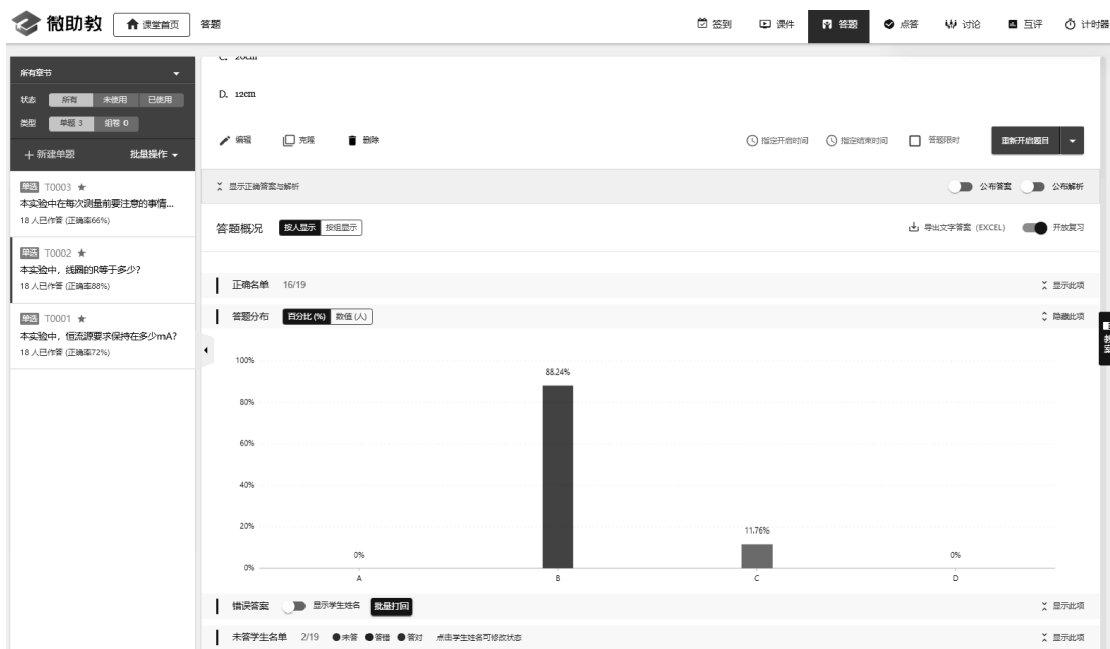 微助教 课堂首页 答题 签到 课件 答题 点答 讨论 互评 计时器
所有章节
状态 所有 未使用 已使用
类型 单题 3 组卷 0
+ 新建单题 批量操作
单选 T0003 ★
本实验中在每次测量前要注意的事情...
18 人已作答 (正确率66%)
单选 T0002 ★
本实验中，线圈的R等于多少?
18 人已作答 (正确率88%)
单选 T0001 ★
本实验中，恒流源要求保持在多少mA?
18 人已作答 (正确率72%)
C. 20cm
D. 12cm
编辑 克隆 删除 指定开启时间 指定结束时间 答题限时 重新开启题目
显示正确答案与解析 公布答案 公布解析
答题概况 按人显示 按组显示 导出文字答案 (EXCEL) 开放复习
正确名单 16/19 显示此项
答题分布 百分比 (%) 数值 (人) 隐藏此项
100%
88.24%
80%
60%
40%
20%
11.76%
0% 0%
0%
A B C D
错误答案 显示学生姓名 批量打回 显示此项
未答学生名单 2/19 未答 答错 答对 点击学生姓名可修改状态 显示此项